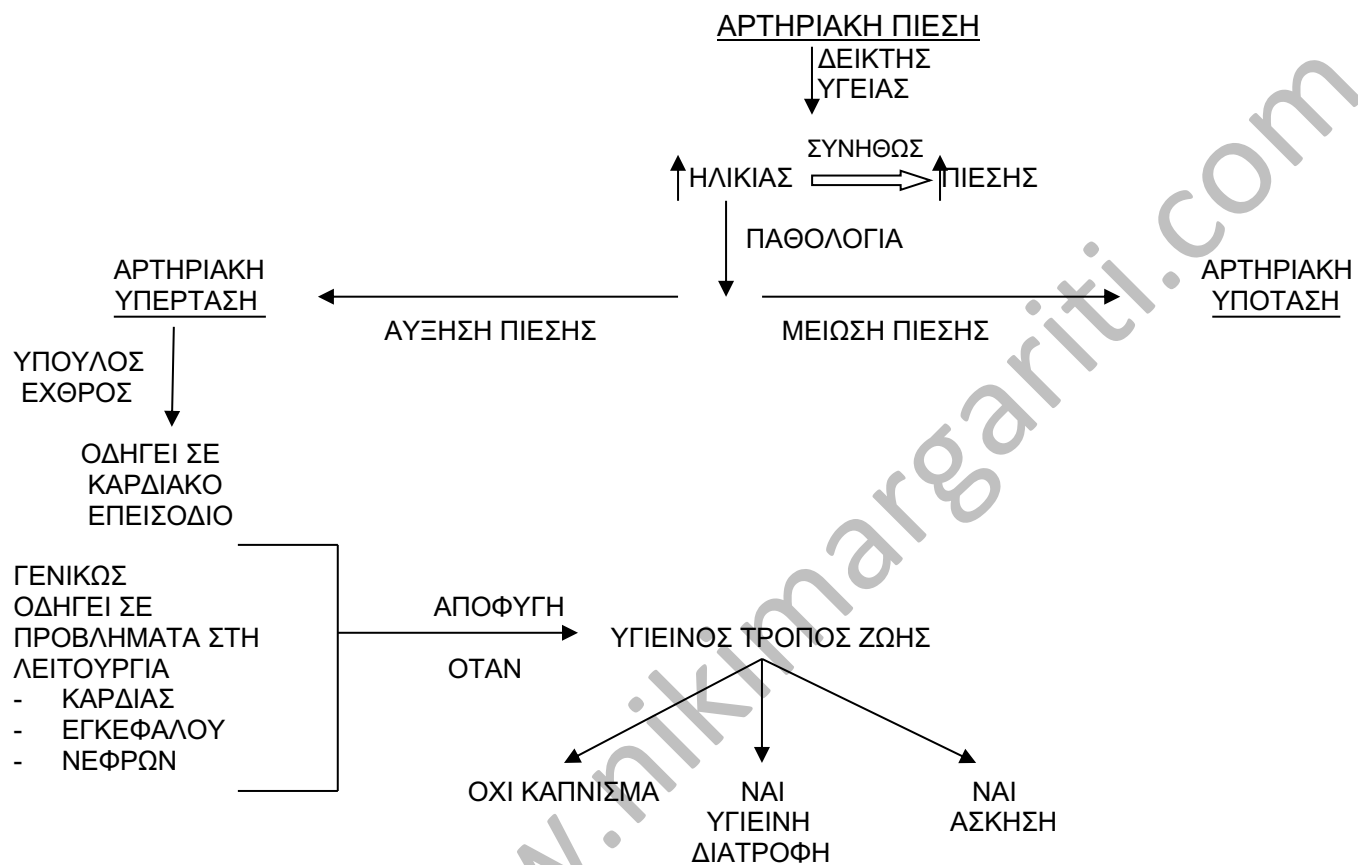 ΑΡΤΗΡΙΑΚΗ ΠΙΕΣΗ
ΔΕΙΚΤΗΣ
ΥΓΕΙΑΣ
ΣΥΝΗΘΩΣ
ΗΛΙΚΙΑΣ ΠΙΕΣΗΣ
ΠΑΘΟΛΟΓΙΑ
ΑΡΤΗΡΙΑΚΗ
ΥΠΕΡΤΑΣΗ
ΑΡΤΗΡΙΑΚΗ
ΥΠΟΤΑΣΗ
ΑΥΞΗΣΗ ΠΙΕΣΗΣ
ΜΕΙΩΣΗ ΠΙΕΣΗΣ
ΥΠΟΥΛΟΣ
ΕΧΘΡΟΣ
ΟΔΗΓΕΙ ΣΕ
ΚΑΡΔΙΑΚΟ
ΕΠΕΙΣΟΔΙΟ
ΓΕΝΙΚΩΣ
ΟΔΗΓΕΙ ΣΕ
ΠΡΟΒΛΗΜΑΤΑ ΣΤΗ
ΛΕΙΤΟΥΡΓΙΑ
- ΚΑΡΔΙΑΣ
- ΕΓΚΕΦΑΛΟΥ
- ΝΕΦΡΩΝ
ΑΠΟΦΥΓΗ
ΟΤΑΝ
ΥΓΙΕΙΝΟΣ ΤΡΟΠΟΣ ΖΩΗΣ
ΟΧΙ ΚΑΠΝΙΣΜΑ
ΝΑΙ
ΥΓΙΕΙΝΗ
ΔΙΑΤΡΟΦΗ
ΝΑΙ
ΑΣΚΗΣΗ
w.nikimargariti.com